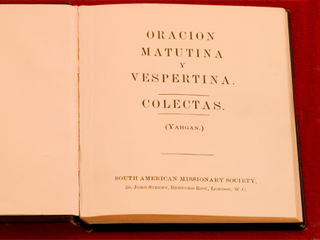 ORACION
MATUTINA
Y
VESPERTINA.
COLECTAS.
(YAHGAN.)
SOUTH AMERICAN MISSIONARY SOCIETY,
20, JOHN STREET, BEDFORD ROW, LONDON, W.C.